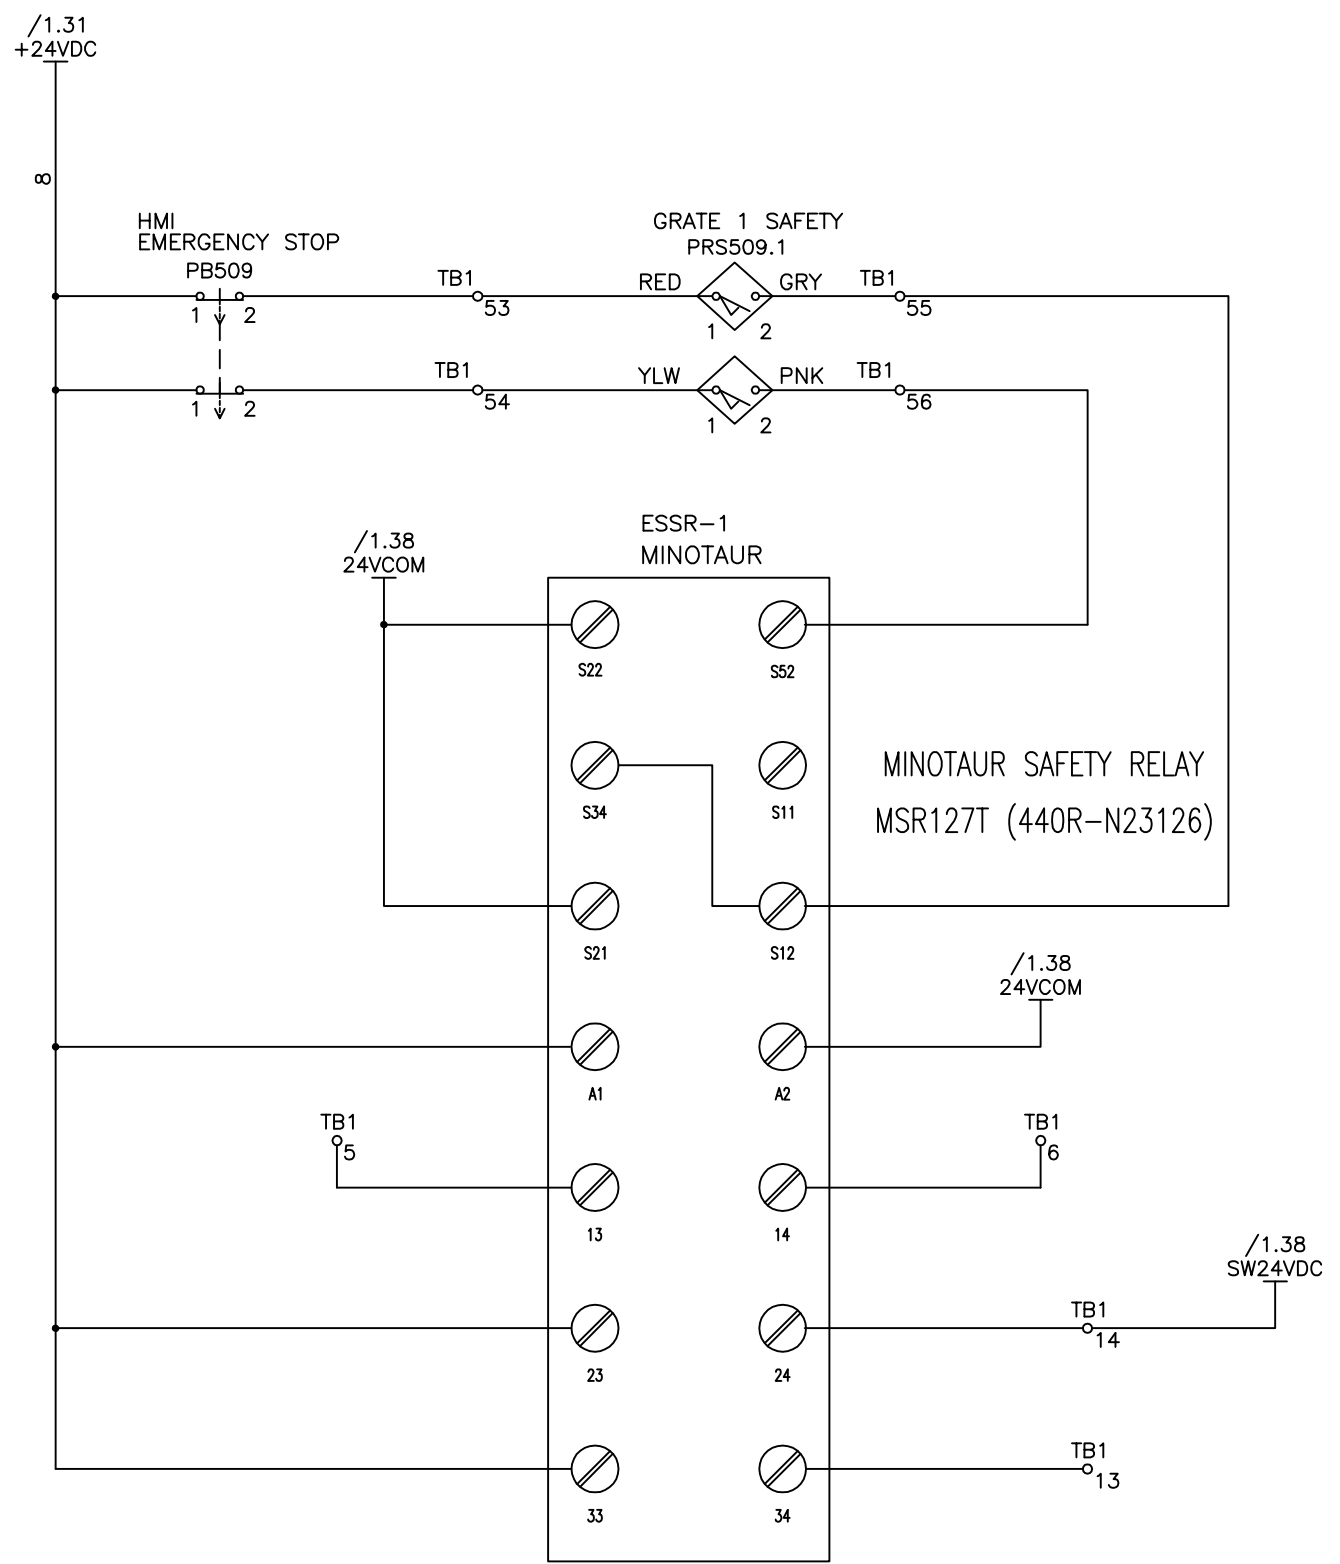 /1.31
+24VDC
8
HMI
EMERGENCY STOP
PB509
1 2
TB1
53
GRATE 1 SAFETY
PRS509.1
RED
GRY
1 2
TB1
55
1 2
TB1
54
YLW
PNK
1 2
TB1
56
ESSR-1
MINOTAUR
/1.38
24VCOM
S22
S52
S34
S11
MINOTAUR SAFETY RELAY
MSR127T (440R-N23126)
S21
S12
/1.38
24VCOM
A1
A2
TB1
5
TB1
6
13
14
/1.38
SW24VDC
TB1
14
23
24
TB1
13
33
34